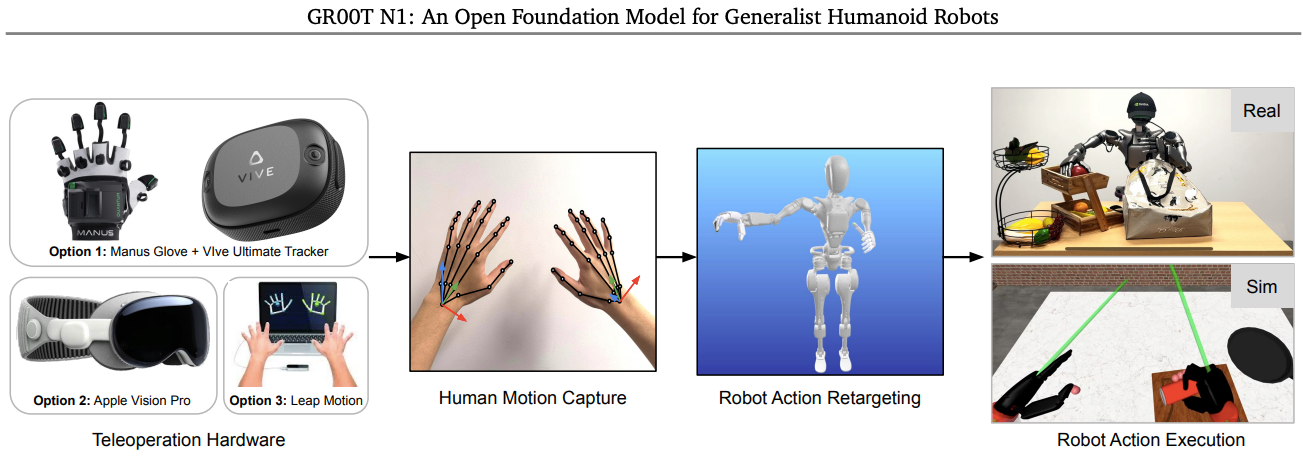 GR00T N1: An Open Foundation Model for Generalist Humanoid Robots
MANUS
VIVE
Option 1: Manus Glove + VIve Ultimate Tracker
Option 2: Apple Vision Pro
Option 3: Leap Motion
Teleoperation Hardware
Human Motion Capture
Robot Action Retargeting
Real
Sim
Robot Action Execution